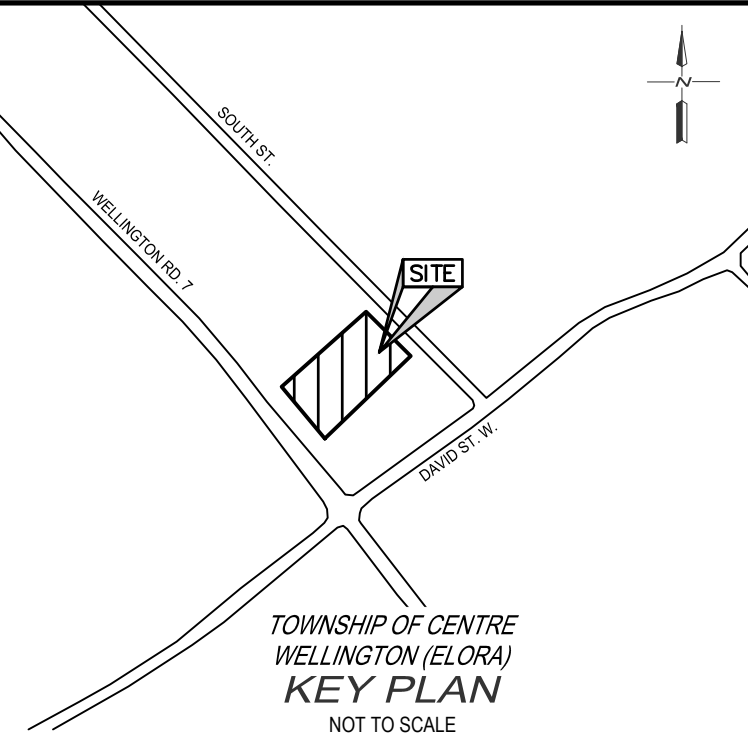 N
SOUTH ST.
WELLINGTON RD. 7
SITE
DAVID ST. W.
TOWNSHIP OF CENTRE
WELLINGTON (ELORA)
KEY PLAN
NOT TO SCALE